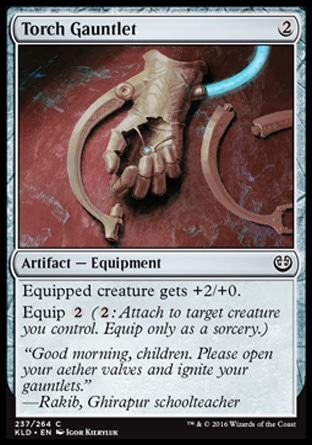 Torch Gauntlet 2
Artifact — Equipment
Equipped creature gets +2/+0.
Equip 2 (2: Attach to target creature
you control. Equip only as a sorcery.)
"Good morning, children. Please open
your aether valves and ignite your
gauntlets."
—Rakib, Ghirapur schoolteacher
237/264 C
KLD • EN Igor Kieryluk
™ & © 2016 Wizards of the Coast